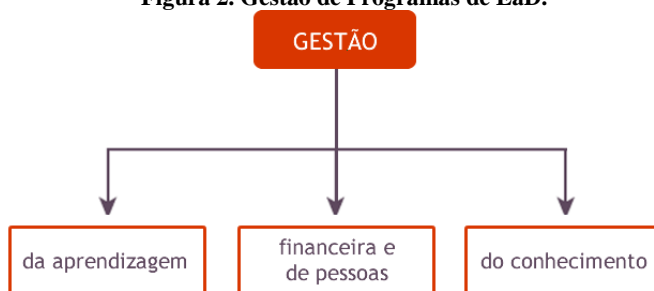 Figura 2. Gestão de Programas de EaD.
GESTÃO
da aprendizagem
financeira e
de pessoas
do conhecimento